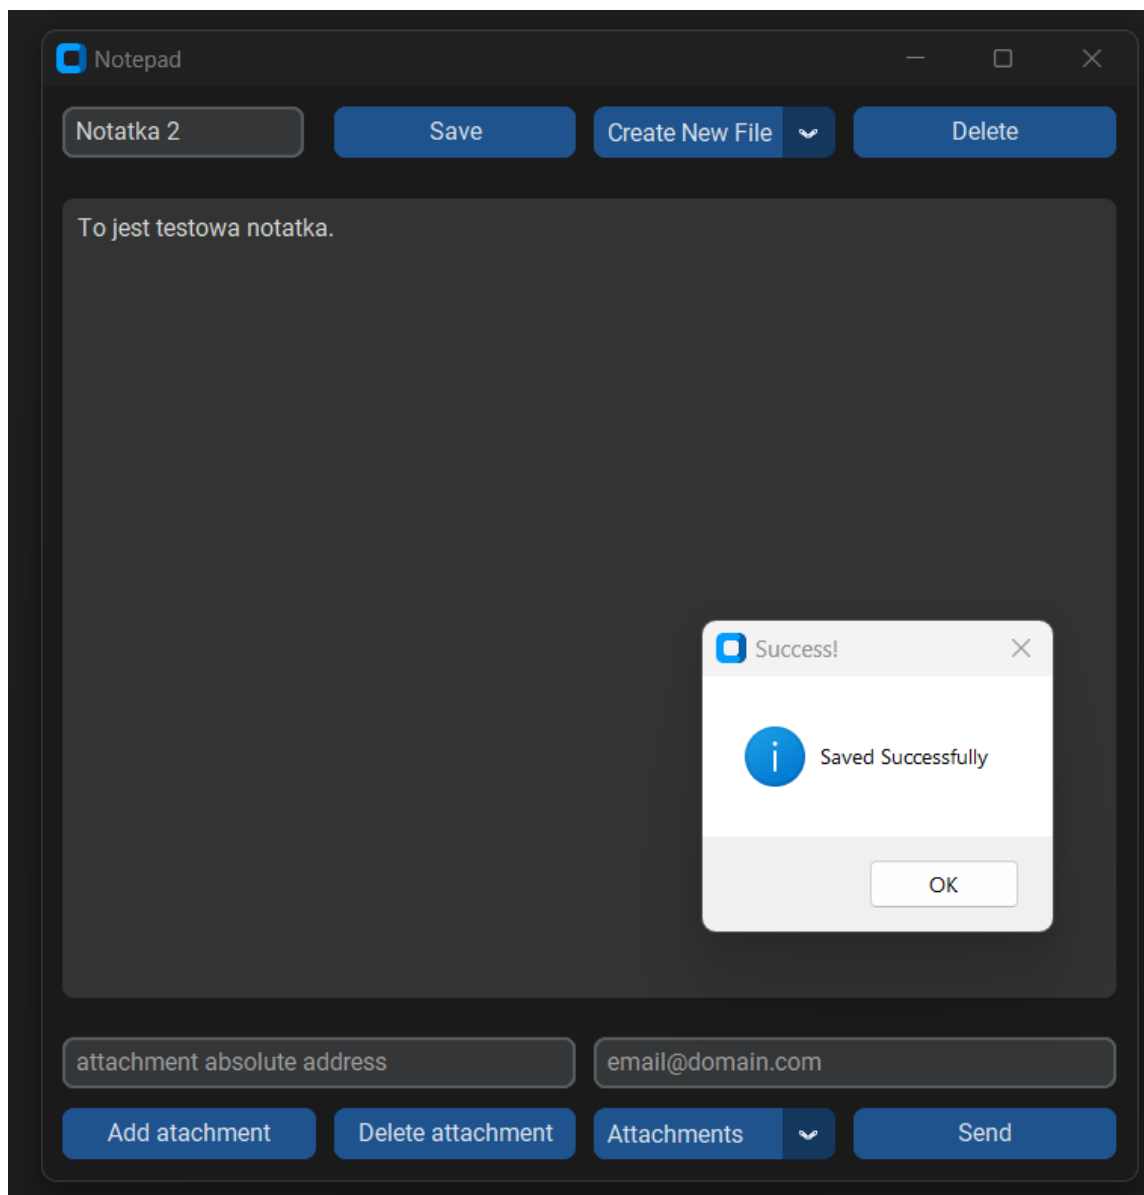 Notepad
Notatka 2
Save
Create New File
Delete
To jest testowa notatka.
Success!
Saved Successfully
OK
attachment absolute address
email@domain.com
Add atachment
Delete attachment
Attachments
Send